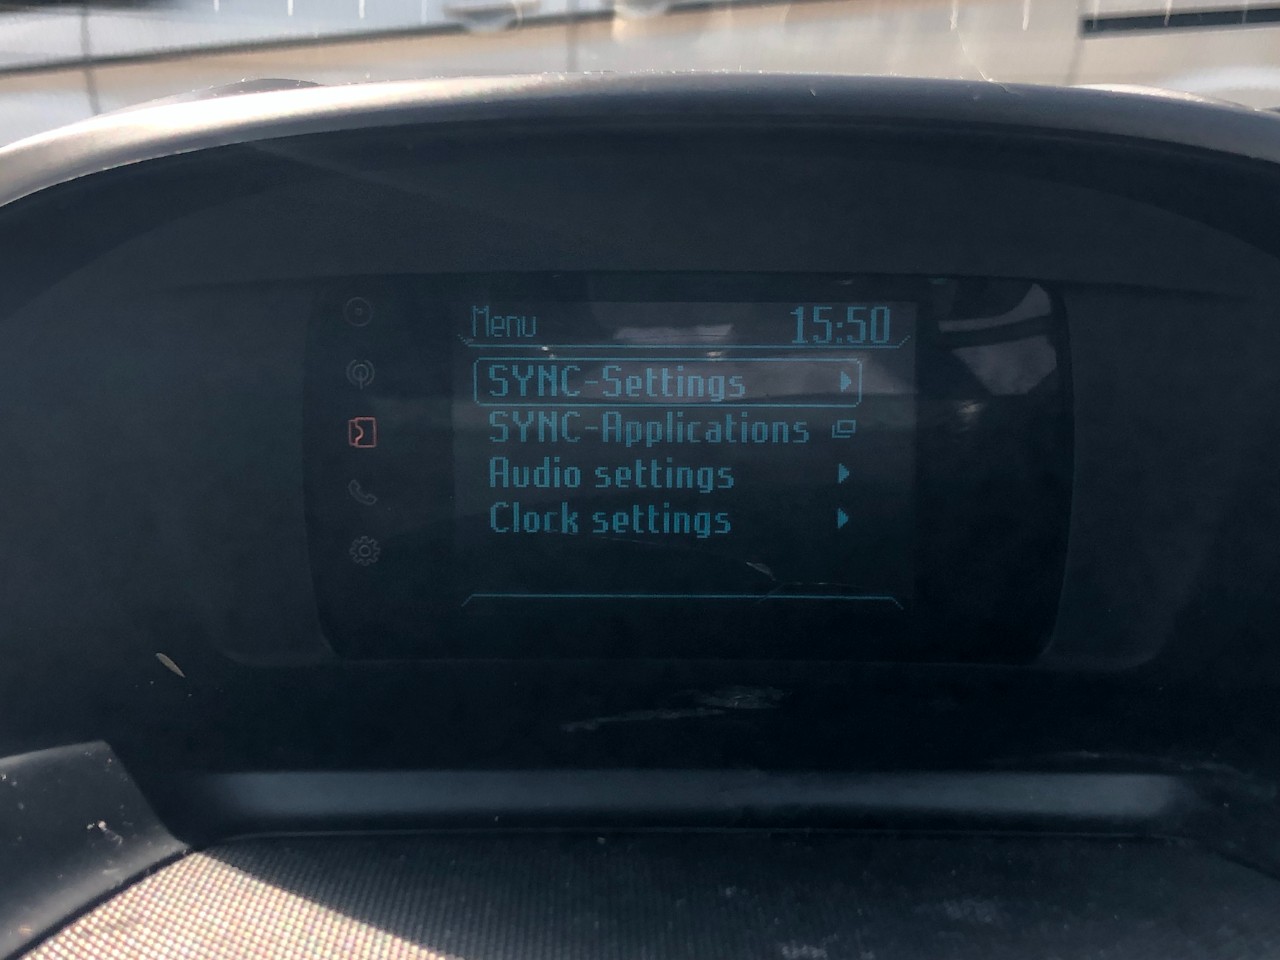 Menu 15:50
SYNC-Settings
SYNC-Applications
Audio settings
Clock settings